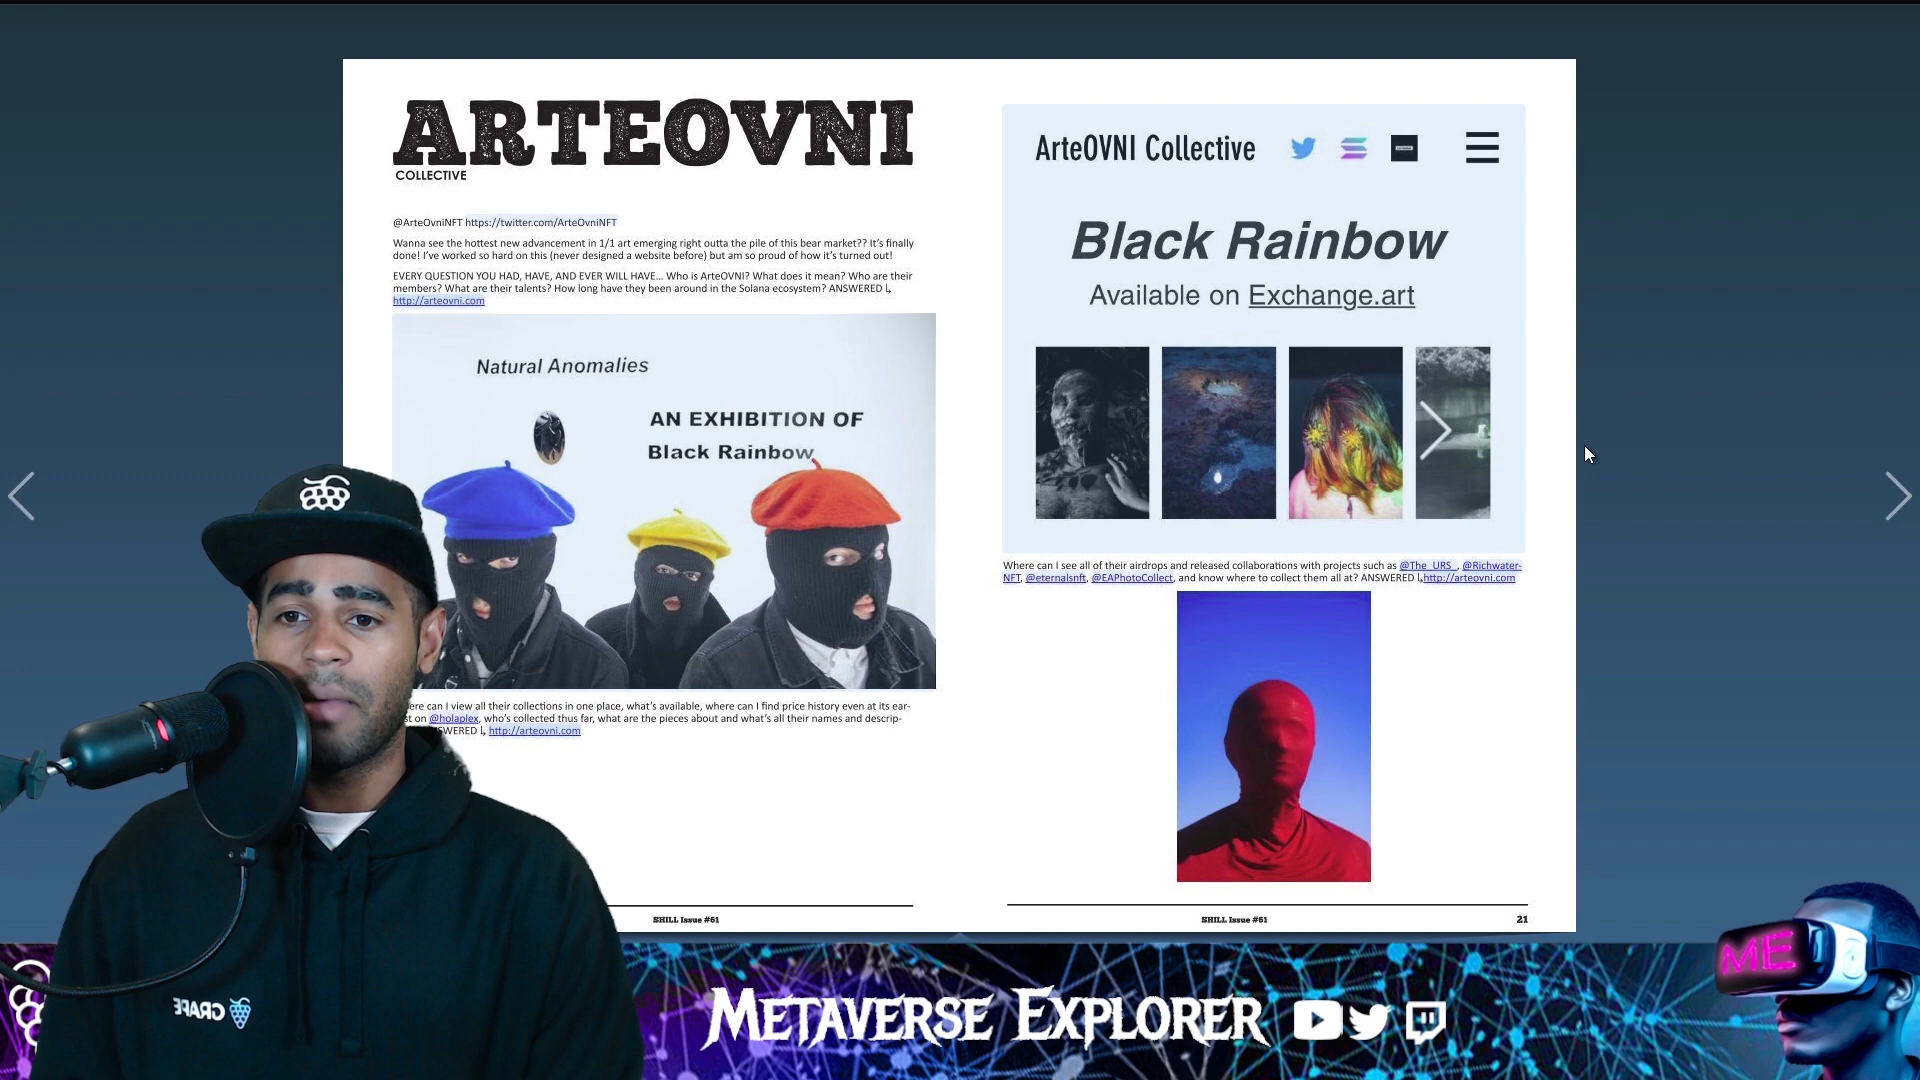 ARTEOVNI
COLLECTIVE
@ArteOvniNFT https://twitter.com/ArteOvniNFT
Wanna see the hottest new advancement in 1/1 art emerging right outta the pile of this bear market?? It's finally
done! I've worked so hard on this (never designed a website before) but am so proud of how it's turned out!
EVERY QUESTION YOU HAD, HAVE, AND EVER WILL HAVE... Who is ArteOVNI? What does it mean? Who are their
members? What are their talents? How long have they been around in the Solana ecosystem? ANSWERED
http://arteovni.com
Natural Anomalies
AN EXHIBITION OF
Black Rainbow
ere can I view all their collections in one place, what's available, where can I find price history even at its ear-
st on @holaplex, who's collected thus far, what are the pieces about and what's all their names and descrip-
SWERED http://arteovni.com
SHILL Issue #61
ArteOVNI Collective
Black Rainbow
Available on Exchange.art
Where can I see all of their airdrops and released collaborations with projects such as @The_URS_, @Richwater-
NFT, @eternalsnft, @EAPhotoCollect, and know where to collect them all at? ANSWERED http://arteovni.com
SHILL Issue #61
21
GRAPE
METAVERSE EXPLORER
ME